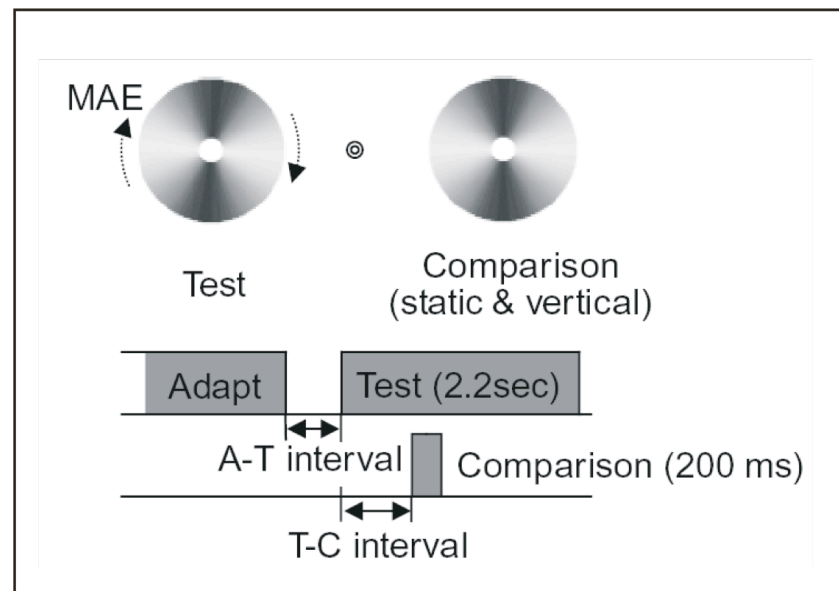 MAE
Test
Comparison
(static & vertical)
Adapt
Test (2.2sec)
A-T interval
Comparison (200 ms)
T-C interval